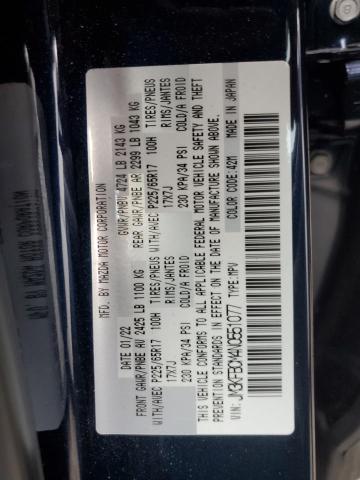 MFD. BY MAZDA MOTOR CORPORATION
DATE 01/22 GVWR/PNBV 4724 LB 2143 KG
FRONT GAWR/PNBE AV 2425 LB 1100 KG REAR GAWR/PNBE AR 2299 LB 1043 KG
WITH/AVEC P225/65R17 100H TIRES/PNEUS WITH/AVEC P225/65R17 100H TIRES/PNEUS
17X7J RIMS/JANTES 17X7J RIMS/JANTES
230 KPA/34 PSI COLD/A FROID 230 KPA/34 PSI COLD/A FROID
THIS VEHICLE CONFORMS TO ALL APPLICABLE FEDERAL MOTOR VEHICLE SAFETY AND THEFT
PREVENTION STANDARDS IN EFFECT ON THE DATE OF MANUFACTURE SHOWN ABOVE.
VIN: TYPE: MPV COLOR CODE: 42M MADE IN JAPAN